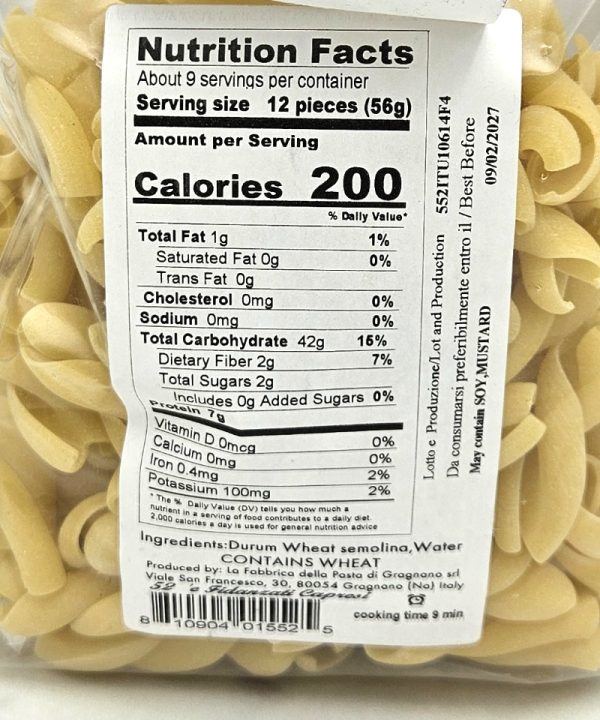 Nutrition Facts
About 9 servings per container
Serving size 12 pieces (56g)
Amount per Serving
Calories 200
% Daily Value*
Total Fat 1g 1%
Saturated Fat 0g 0%
Trans Fat 0g
Cholesterol 0mg 0%
Sodium 0mg 0%
Total Carbohydrate 42g 15%
Dietary Fiber 2g 7%
Total Sugars 2g
Includes 0g Added Sugars 0%
Protein 7g
Vitamin D 0mcg 0%
Calcium 0mg 0%
Iron 0.4mg 2%
Potassium 100mg 2%
* The % Daily Value (DV) tells you how much a
nutrient in a serving of food contributes to a daily diet.
2,000 calories a day is used for general nutrition advice
Ingredients:Durum Wheat semolina,Water
CONTAINS WHEAT
Produced by: La Fabbrica della Pasta di Gragnano srl
Viale San Francesco, 30, 80054 Gragnano (Na) Italy
52 'e Fidanzati Capresi
8 10904 01552 5
cooking time 9 min
Lotto e Produzione/Lot and Production 552ITU10614F4
Da consumarsi preferibilmente entro il / Best Before
09/02/2027
May contain SOY,MUSTARD